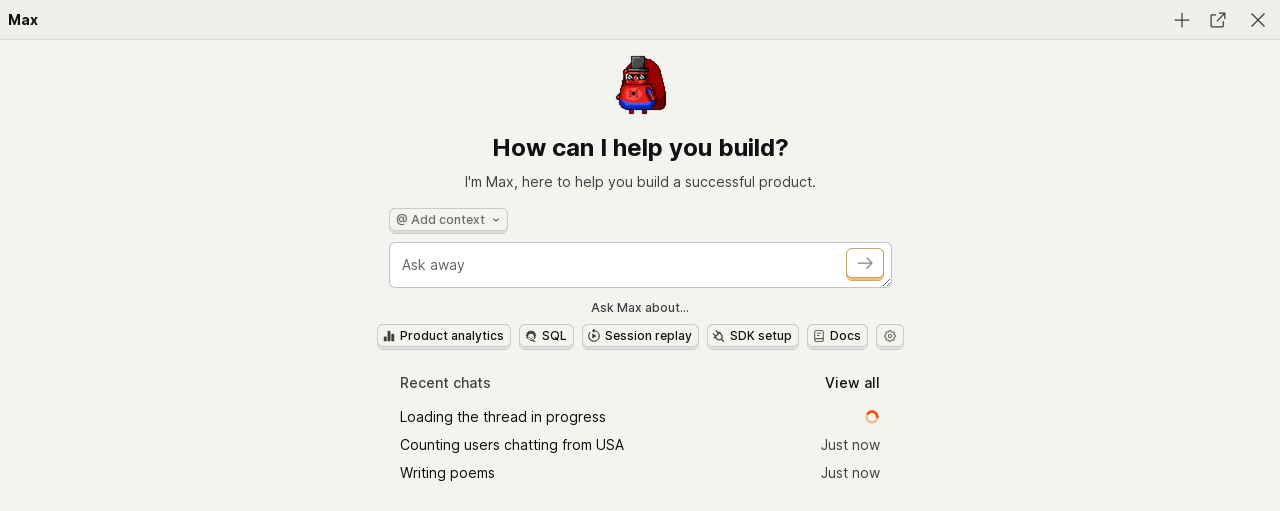 Max
How can I help you build?
I'm Max, here to help you build a successful product.
@ Add context
Ask away
Ask Max about...
Product analytics SQL Session replay SDK setup Docs
Recent chats View all
Loading the thread in progress
Counting users chatting from USA Just now
Writing poems Just now